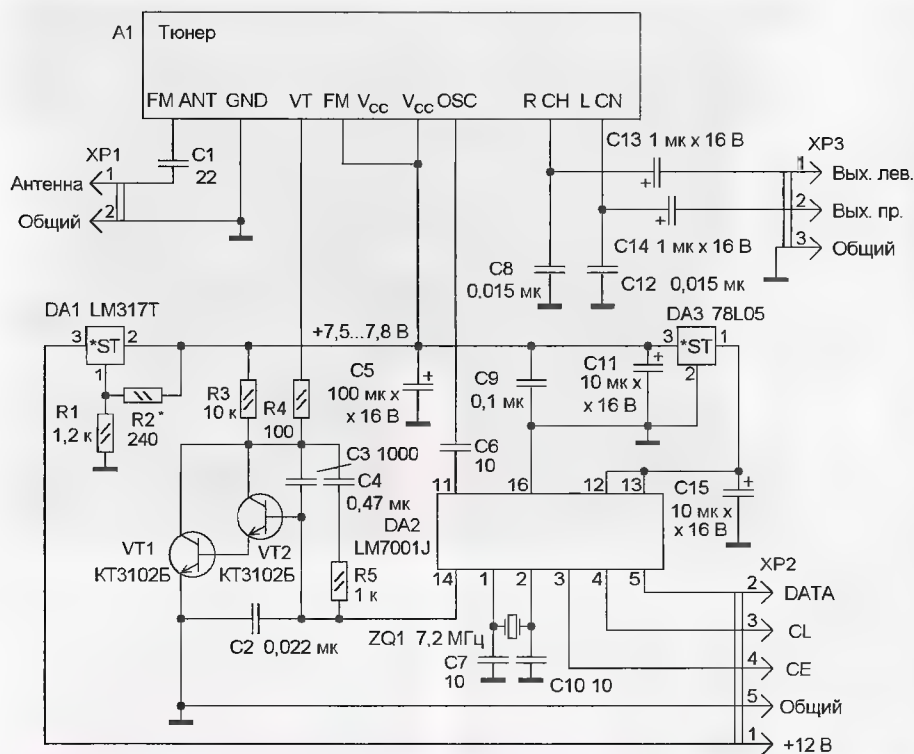 A1 Тюнер
FM ANT GND VT FM VCC VCC OSC R CH L CN
XP1
1
Антенна
2
Общий
C1
22
C13 1 мк x 16 В
XP3
1
Вых. лев.
2
Вых. пр.
3
Общий
C14 1 мк x 16 В
C8
0,015 мк
C12 0,015 мк
DA1 LM317T
3 *ST 2
1
+7,5...7,8 В
DA3 78L05
3 *ST 1
2
R1
1,2 к
R2*
240
R3
10 к
R4
100
C5
100 мк x
x 16 В
C9
0,1 мк
C11
10 мк x
x 16 В
C3 1000
C4
0,47 мк
C6
10
11 16 12 13
C15
10 мк x
x 16 В
DA2
LM7001J
14 1 2 3 4 5
VT1
КТ3102Б
VT2
КТ3102Б
R5
1 к
C2 0,022 мк
ZQ1 7,2 МГц
C7
10
C10 10
XP2
2
DATA
3
CL
4
CE
5
Общий
1
+12 В